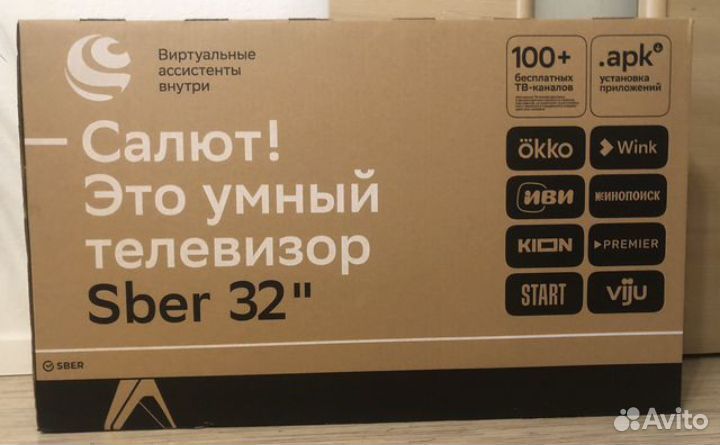 Виртуальные
ассистенты
внутри
100+
бесплатных
ТВ-каналов
.apk
установка
приложений
Салют!
Это умный
телевизор
Sber 32"
ökko
Wink
иви
КИНОПОИСК
KION
PREMIER
START
viju
SBER
Avito